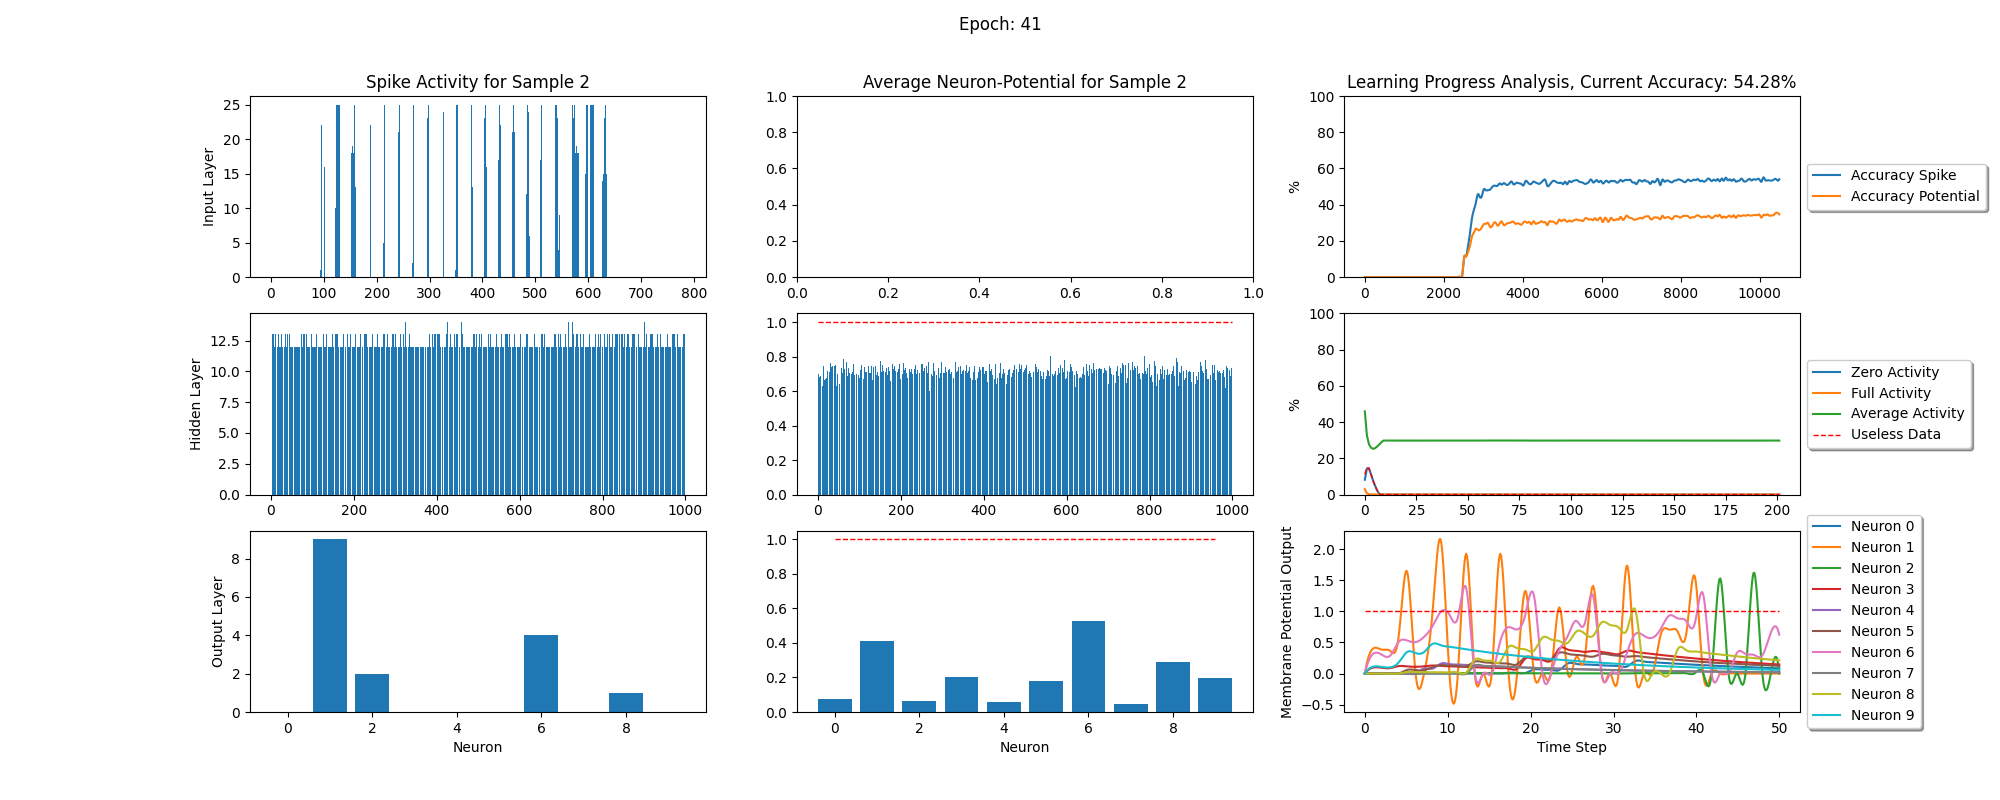 Epoch: 41
Spike Activity for Sample 2
Average Neuron-Potential for Sample 2
Learning Progress Analysis, Current Accuracy: 54.28%
Input Layer
25
20
15
10
5
0
0 100 200 300 400 500 600 700 800
1.0
0.8
0.6
0.4
0.2
0.0
0.0 0.2 0.4 0.6 0.8 1.0
%
100
80
60
40
20
0
0 2000 4000 6000 8000 10000
Accuracy Spike
Accuracy Potential
Hidden Layer
12.5
10.0
7.5
5.0
2.5
0.0
0 200 400 600 800 1000
1.0
0.8
0.6
0.4
0.2
0.0
0 200 400 600 800 1000
%
100
80
60
40
20
0
0 25 50 75 100 125 150 175 200
Zero Activity
Full Activity
Average Activity
Useless Data
Output Layer
8
6
4
2
0
0 2 4 6 8
Neuron
1.0
0.8
0.6
0.4
0.2
0.0
0 2 4 6 8
Neuron
Membrane Potential Output
2.0
1.5
1.0
0.5
0.0
−0.5
0 10 20 30 40 50
Time Step
Neuron 0
Neuron 1
Neuron 2
Neuron 3
Neuron 4
Neuron 5
Neuron 6
Neuron 7
Neuron 8
Neuron 9